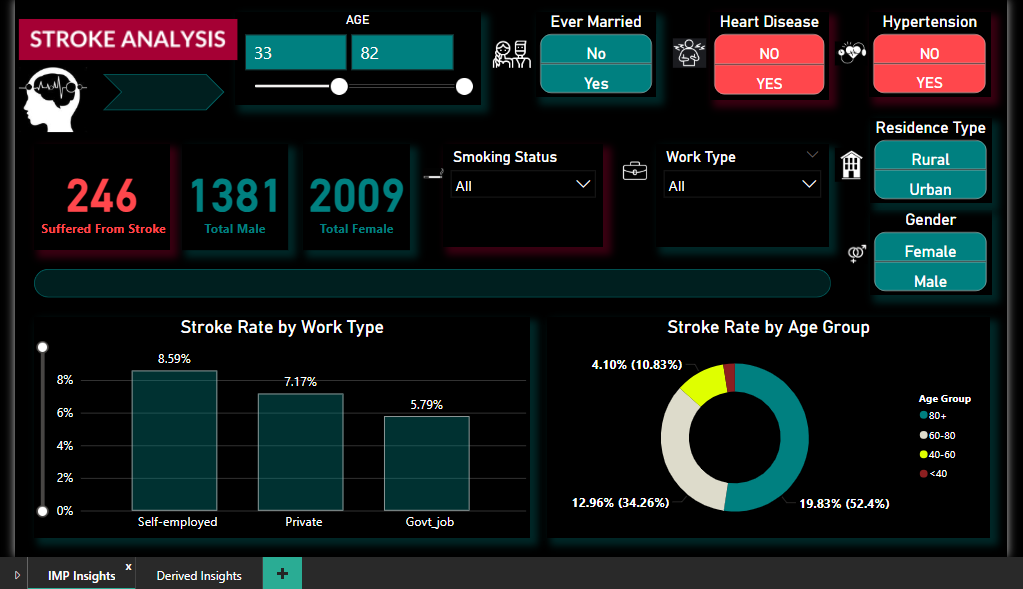 STROKE ANALYSIS
AGE
33
82
Ever Married
No
Yes
Heart Disease
NO
YES
Hypertension
NO
YES
Residence Type
Rural
Urban
Gender
Female
Male
246
Suffered From Stroke
1381
Total Male
2009
Total Female
Smoking Status
All
Work Type
All
Stroke Rate by Work Type
8%
6%
4%
2%
0%
8.59%
7.17%
5.79%
Self-employed
Private
Govt_job
Stroke Rate by Age Group
4.10% (10.83%)
12.96% (34.26%)
19.83% (52.4%)
Age Group
80+
60-80
40-60
<40
IMP Insights
x
Derived Insights
+